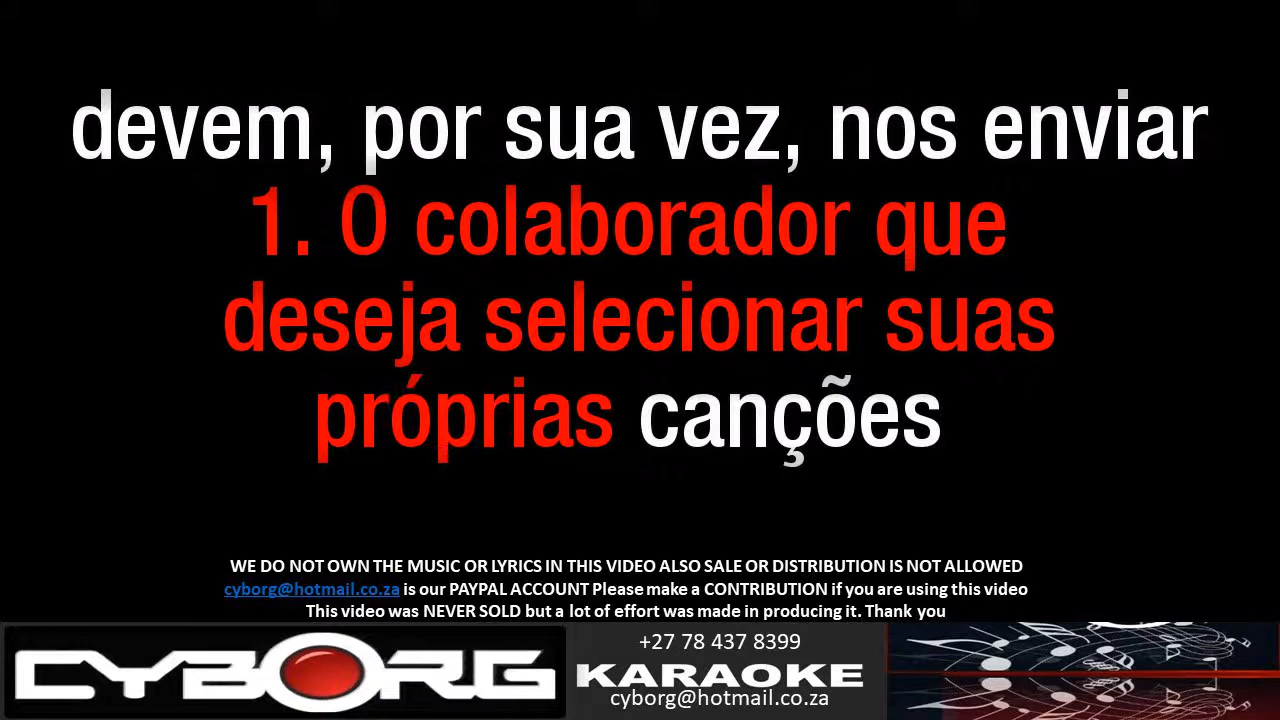 devem, por sua vez, nos enviar
1. O colaborador que
deseja selecionar suas
próprias canções
WE DO NOT OWN THE MUSIC OR LYRICS IN THIS VIDEO ALSO SALE OR DISTRIBUTION IS NOT ALLOWED
cyborg@hotmail.co.za is our PAYPAL ACCOUNT Please make a CONTRIBUTION if you are using this video
This video was NEVER SOLD but a lot of effort was made in producing it. Thank you
CYBORG
+27 78 437 8399
KARAOKE
cyborg@hotmail.co.za